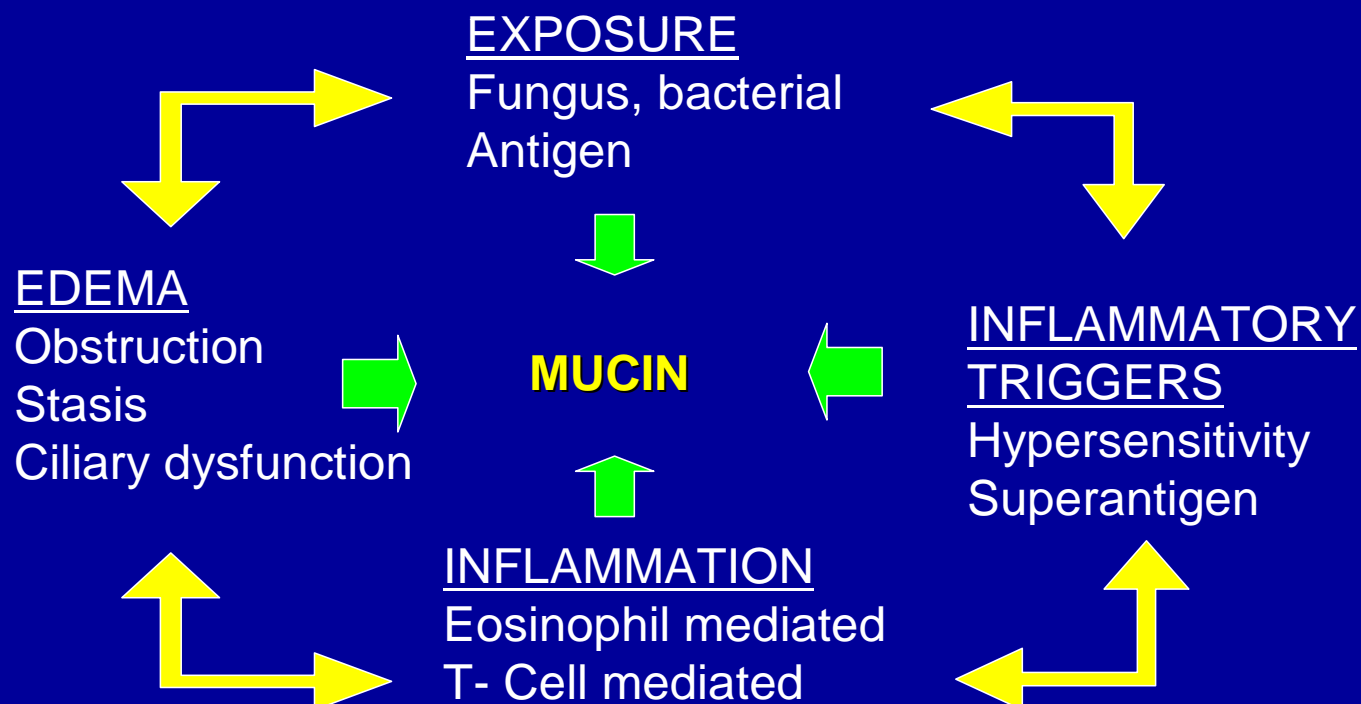 EXPOSURE
Fungus, bacterial
Antigen
EDEMA
Obstruction
Stasis
Ciliary dysfunction
MUCIN
INFLAMMATORY
TRIGGERS
Hypersensitivity
Superantigen
INFLAMMATION
Eosinophil mediated
T- Cell mediated